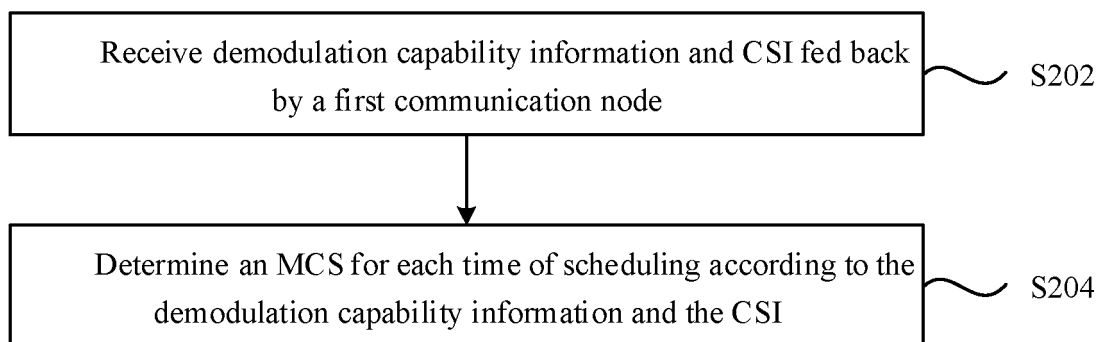 Receive demodulation capability information and CSI fed back
by a first communication node
S202
Determine an MCS for each time of scheduling according to the
demodulation capability information and the CSI
S204